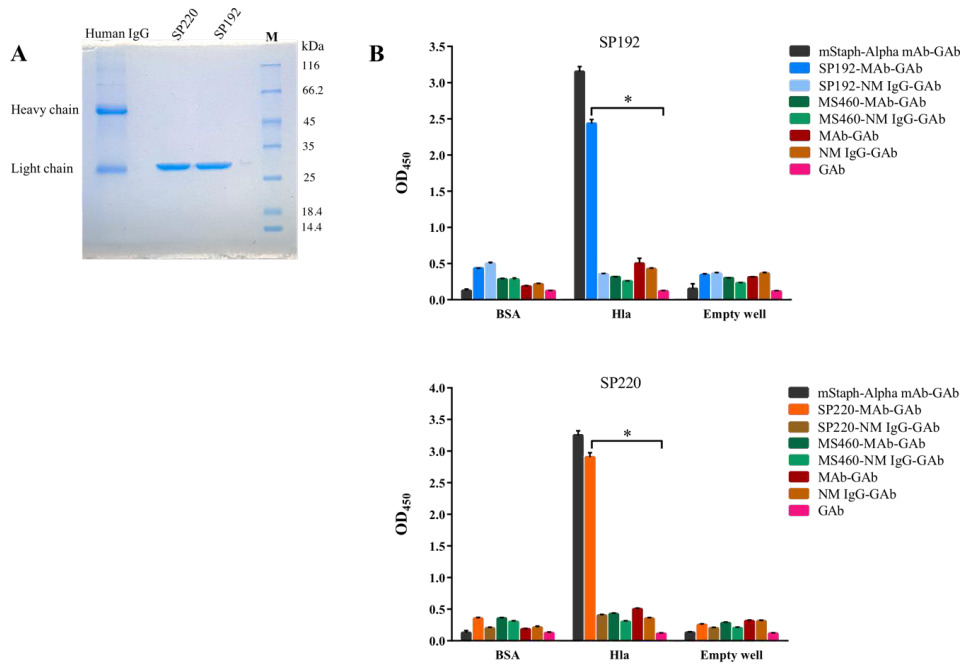 A
Human IgG
SP220
SP192
M
kDa
116
66.2
45
35
25
18.4
14.4
Heavy chain
Light chain
B
SP192
OD450
3.5
3.0
2.5
2.0
1.5
1.0
0.5
0.0
*
BSA
Hla
Empty well
mStaph-Alpha mAb-GAb
SP192-MAb-GAb
SP192-NM IgG-GAb
MS460-MAb-GAb
MS460-NM IgG-GAb
MAb-GAb
NM IgG-GAb
GAb
SP220
OD450
4.0
3.5
3.0
2.5
2.0
1.5
1.0
0.5
0.0
*
BSA
Hla
Empty well
mStaph-Alpha mAb-GAb
SP220-MAb-GAb
SP220-NM IgG-GAb
MS460-MAb-GAb
MS460-NM IgG-GAb
MAb-GAb
NM IgG-GAb
GAb